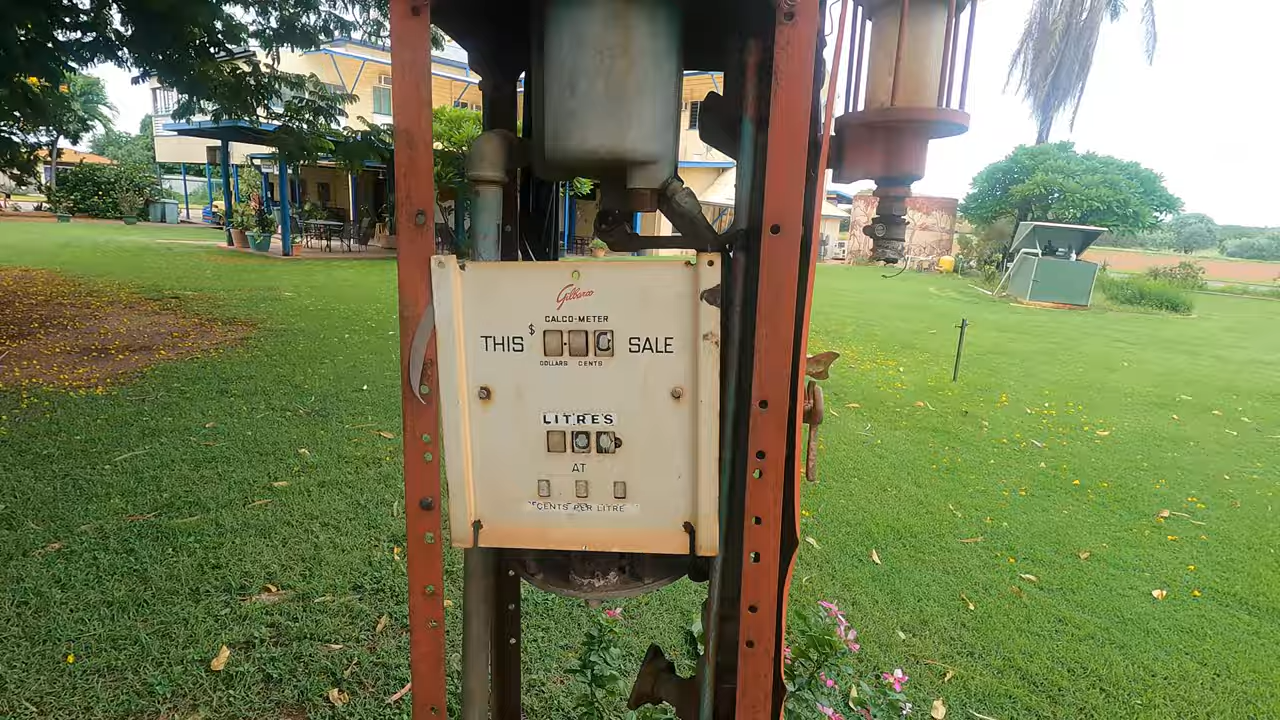 Gilbarco
CALCO-METER
THIS $ SALE
DOLLARS CENTS
LITRES
AT
CENTS PER LITRE